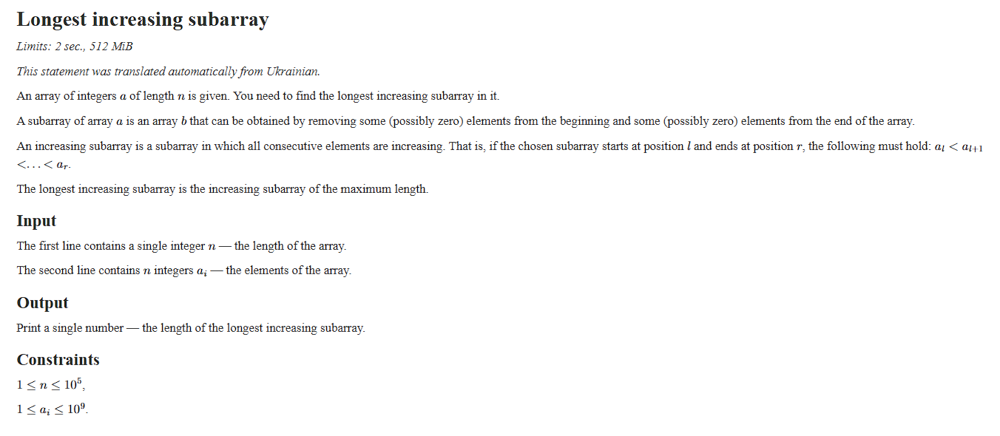 Longest increasing subarray
Limits: 2 sec., 512 MiB
This statement was translated automatically from Ukrainian.
An array of integers a of length n is given. You need to find the longest increasing subarray in it.
A subarray of array a is an array b that can be obtained by removing some (possibly zero) elements from the beginning and some (possibly zero) elements from the end of the array.
An increasing subarray is a subarray in which all consecutive elements are increasing. That is, if the chosen subarray starts at position l and ends at position r, the following must hold: a_l < a_{l+1}
<. . . < a_r.
The longest increasing subarray is the increasing subarray of the maximum length.
Input
The first line contains a single integer n — the length of the array.
The second line contains n integers a_i — the elements of the array.
Output
Print a single number — the length of the longest increasing subarray.
Constraints
1 ≤ n ≤ 10^5,
1 ≤ a_i ≤ 10^9.